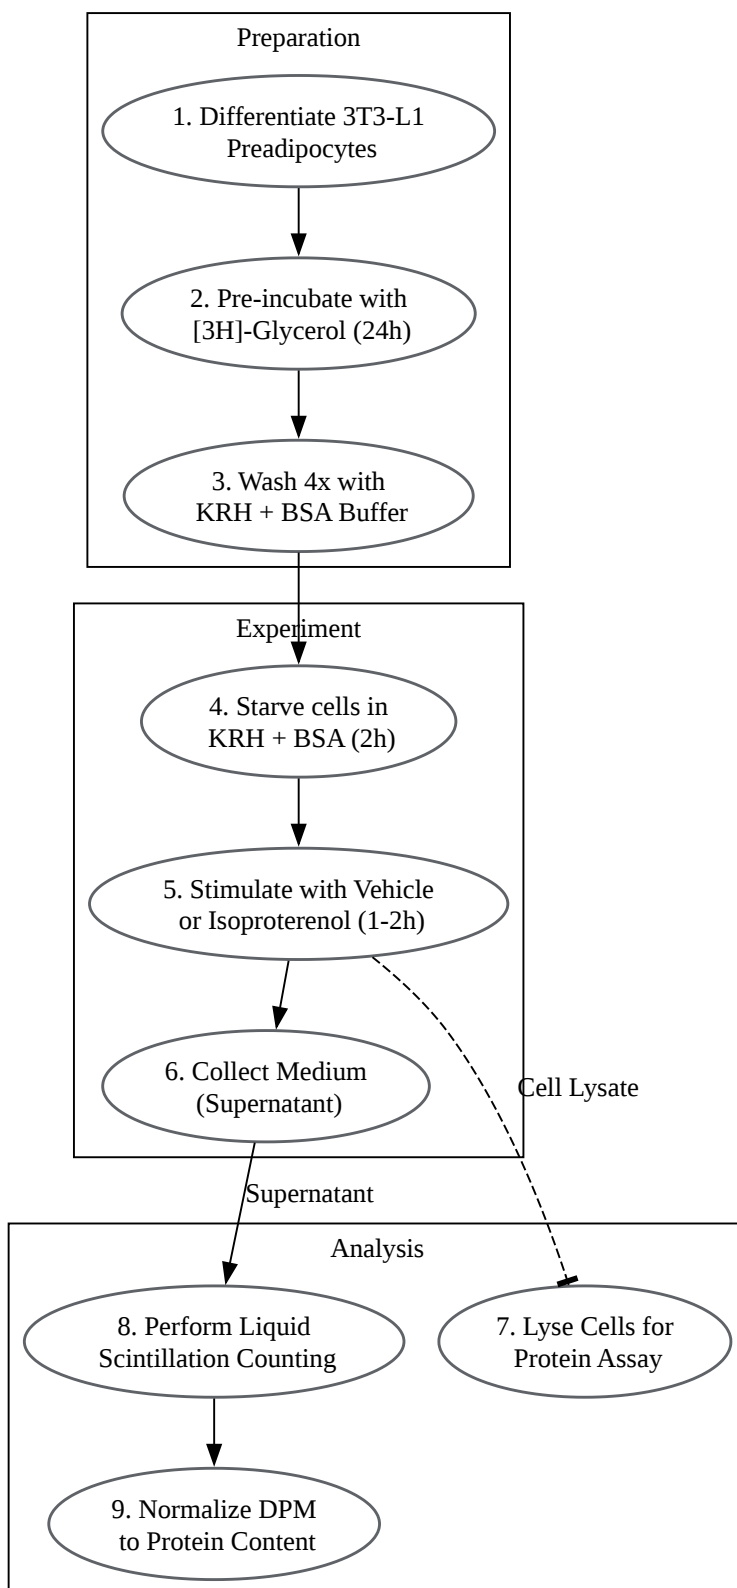 Preparation
1. Differentiate 3T3-L1
Preadipocytes
2. Pre-incubate with
[3H]-Glycerol (24h)
3. Wash 4x with
KRH + BSA Buffer
Experiment
4. Starve cells in
KRH + BSA (2h)
5. Stimulate with Vehicle
or Isoproterenol (1-2h)
6. Collect Medium
(Supernatant)
Cell Lysate
Supernatant
Analysis
8. Perform Liquid
Scintillation Counting
7. Lyse Cells for
Protein Assay
9. Normalize DPM
to Protein Content